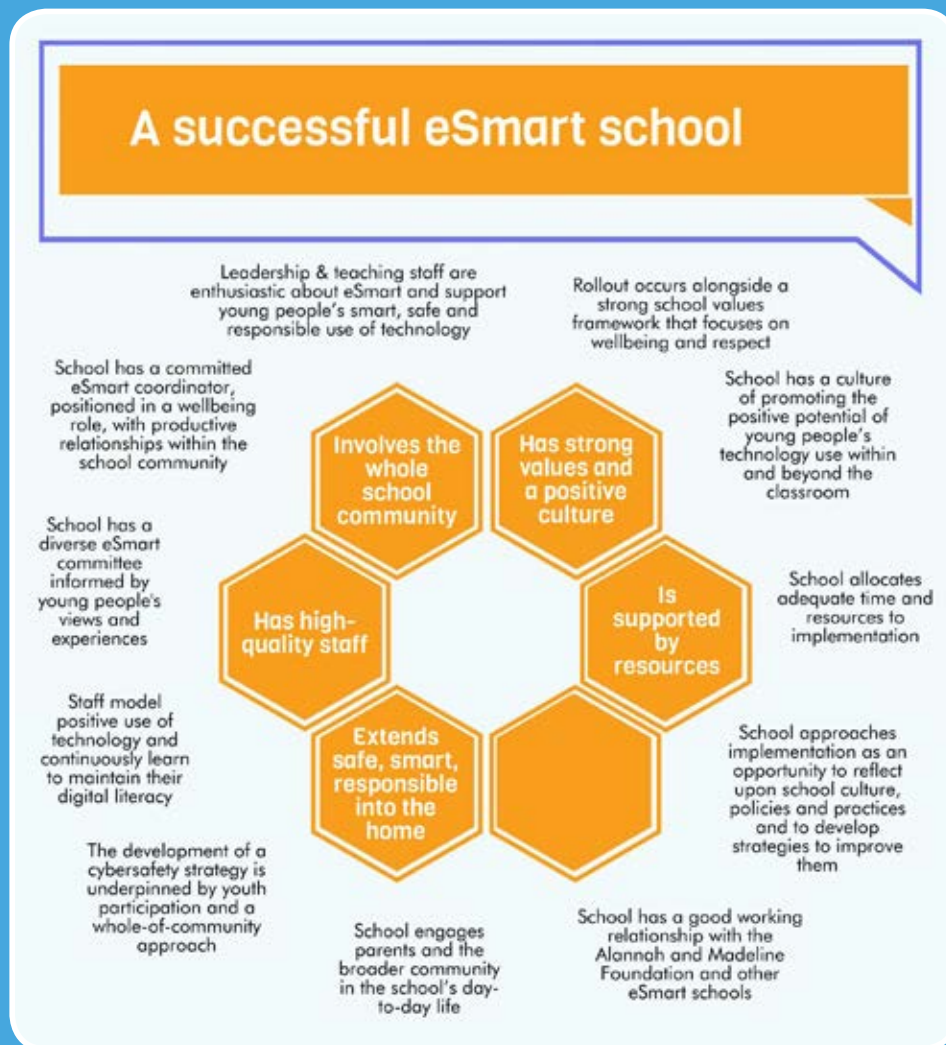 A successful eSmart school
Leadership & teaching staff are
enthusiastic about eSmart and support
young people's smart, safe and
responsible use of technology
Rollout occurs alongside a
strong school values
framework that focuses on
wellbeing and respect
School has a committed
eSmart coordinator,
positioned in a wellbeing
role, with productive
relationships within the
school community
School has a culture
of promoting the
positive potential of
young people's
technology use within
and beyond the
classroom
Involves the
whole
school
community
Has strong
values and
a positive
culture
School has a
diverse eSmart
committee
informed by
young people's
views and
experiences
Has high-
quality staff
Is
supported
by
resources
School allocates
adequate time and
resources to
implementation
Staff model
positive use of
technology and
continuously learn
to maintain their
digital literacy
Extends
safe, smart,
responsible
into the
home
School approaches
implementation as an
opportunity to reflect
upon school culture,
policies and practices
and to develop
strategies to improve
them
The development of a
cybersafety strategy is
underpinned by youth
participation and a
whole-of-community
approach
School engages
parents and the
broader community
in the school's day-
to-day life
School has a good working
relationship with the
Alannah and Madeline
Foundation and other
eSmart schools